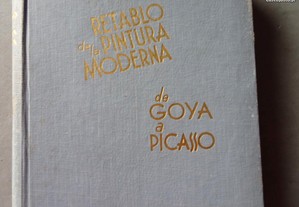 RETABLO
de la PINTURA
MODERNA
de
GOYA
a
PICASSO